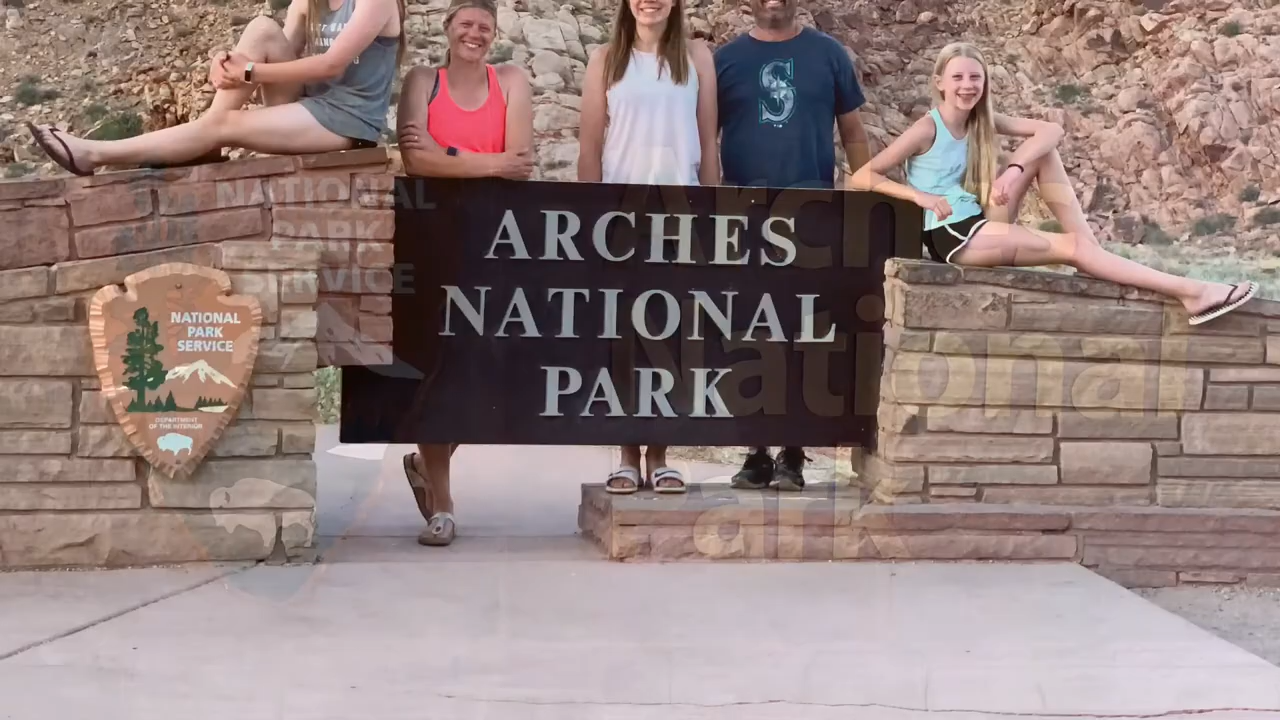 S
ARCHES
NATIONAL
PARK
NATIONAL
PARK
SERVICE
DEPARTMENT
OF THE INTERIOR
NATIONAL
PARK
SERVICE
Arches
National
Park